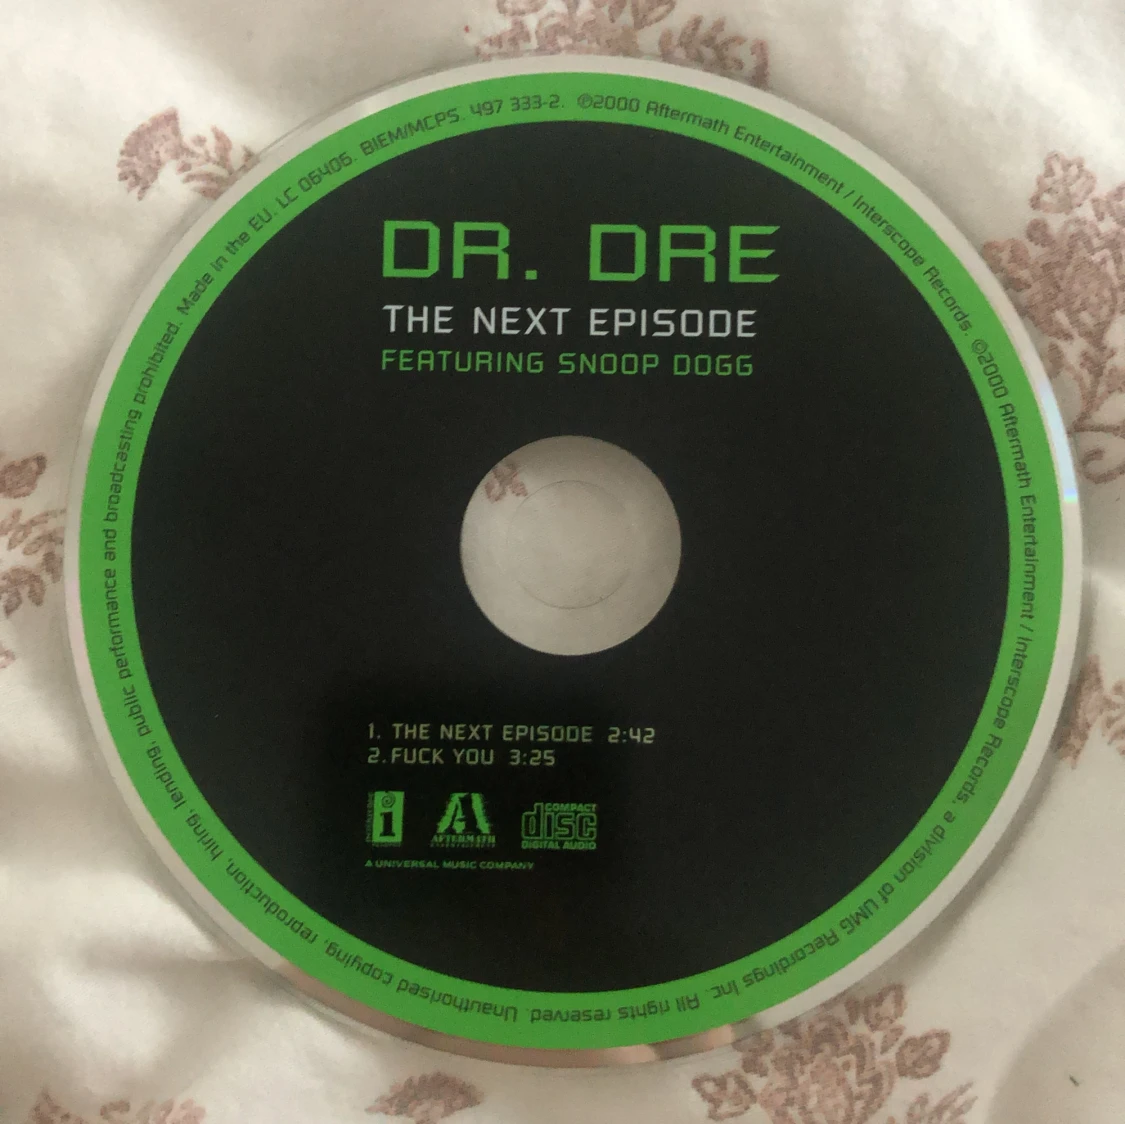 DR. DRE
THE NEXT EPISODE
FEATURING SNOOP DOGG
1. THE NEXT EPISODE 2:42
2. FUCK YOU 3:25
i
A
AFTERMATH
COMPACT
disc
DIGITAL AUDIO
A UNIVERSAL MUSIC COMPANY
℗2000 Aftermath Entertainment / Interscope Records. ©2000 Aftermath Entertainment / Interscope Records, a division of UMG Recordings Inc. All rights reserved. Unauthorised copying, reproduction, hiring, lending, public performance and broadcasting prohibited. Made in the EU. LC 06406. BIEM/MCPS. 497 333-2.